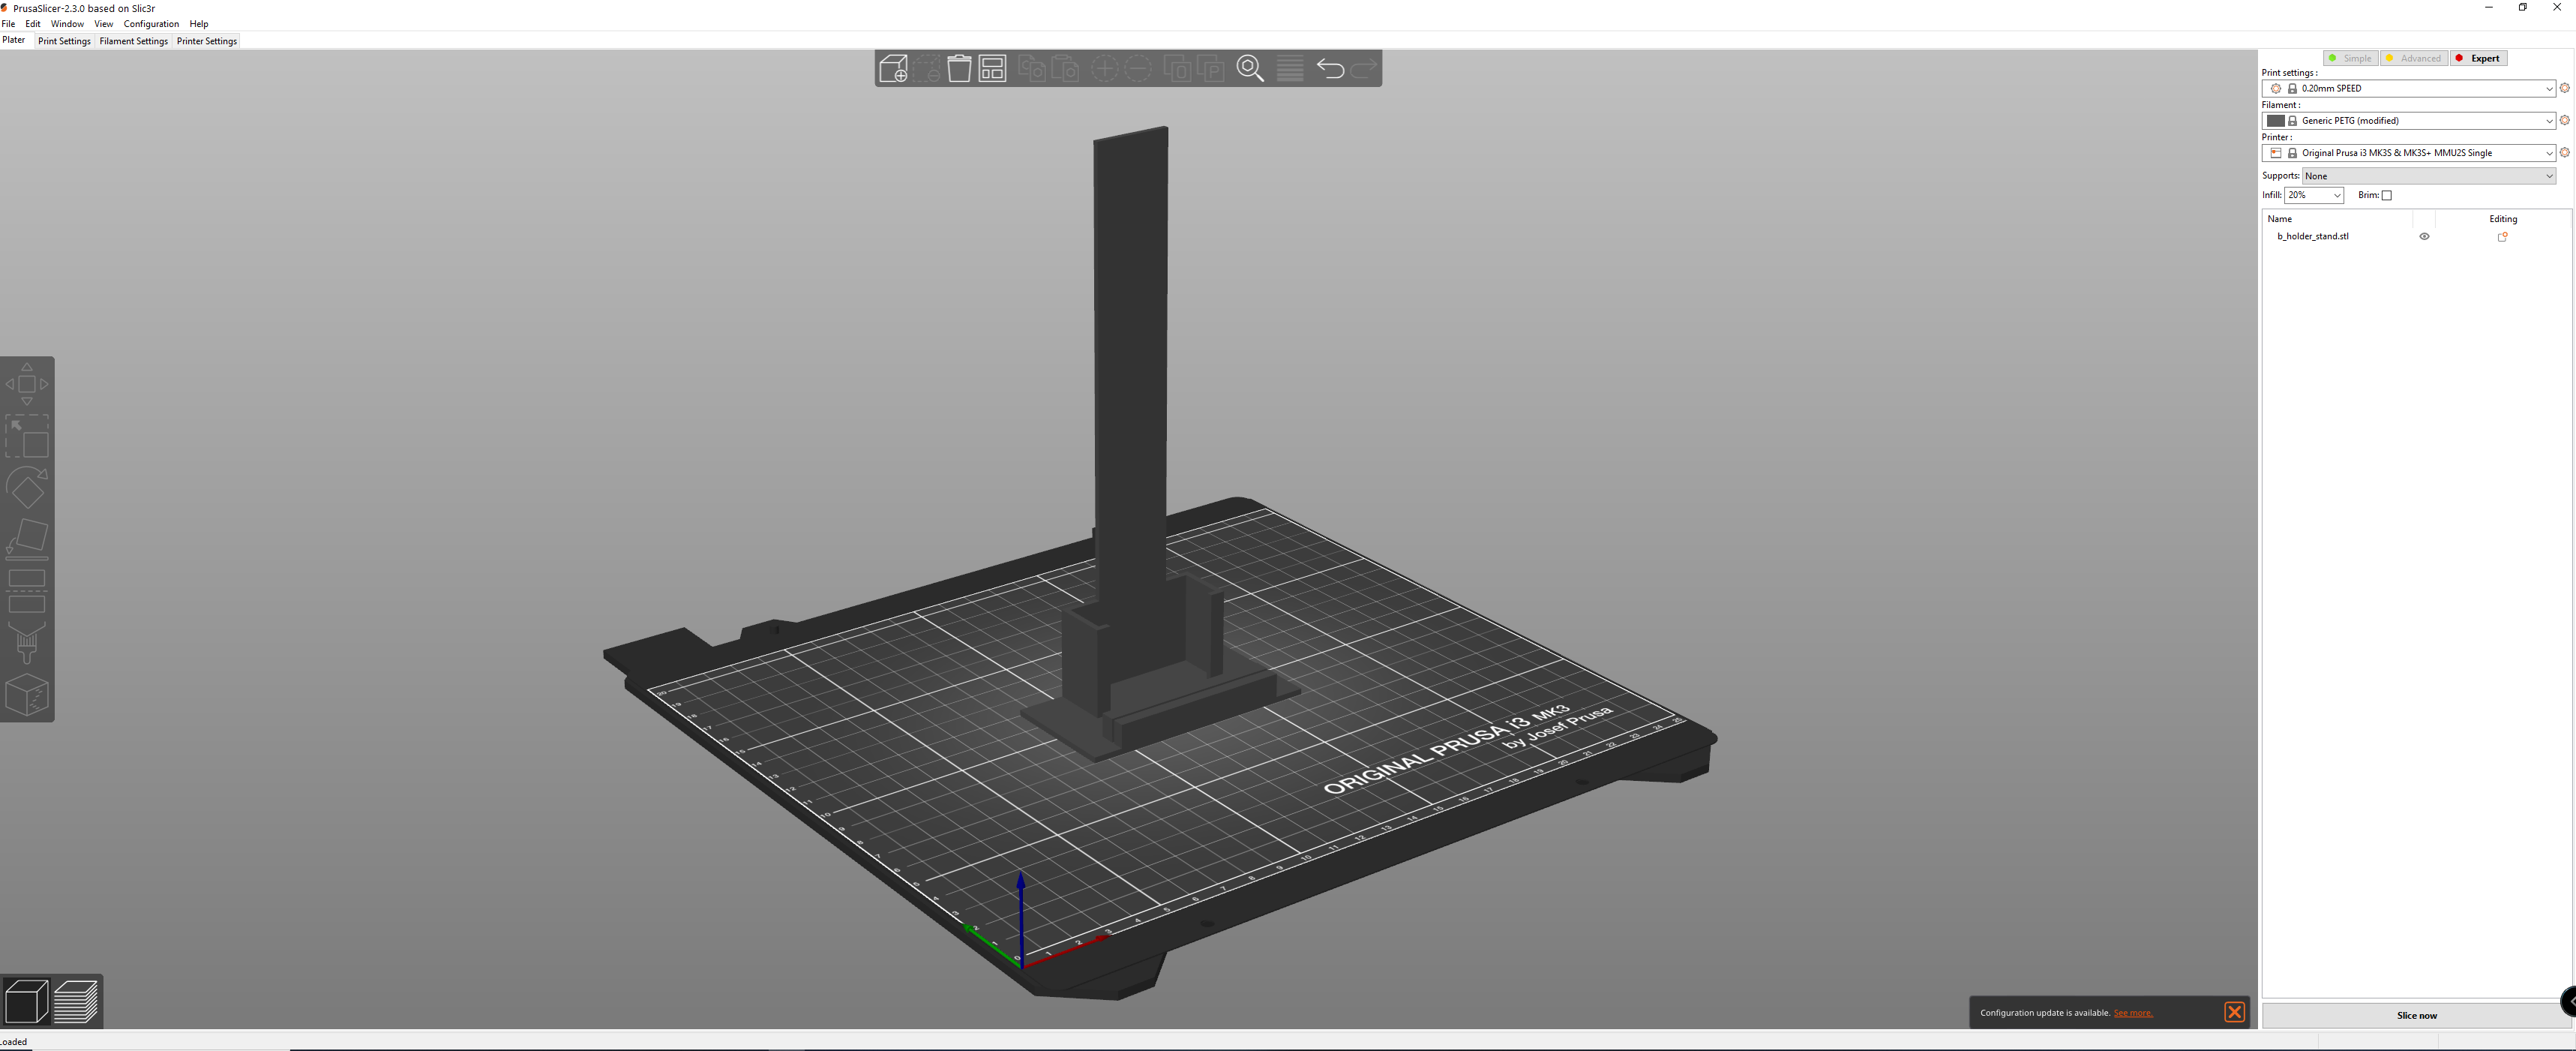 PrusaSlicer-2.3.0 based on Slic3r
File Edit Window View Configuration Help
Plater Print Settings Filament Settings Printer Settings
Simple Advanced Expert
Print settings :
0.20mm SPEED
Filament :
Generic PETG (modified)
Printer :
Original Prusa i3 MK3S & MK3S+ MMU2S Single
Supports: None
Infill: 20% Brim:
Name Editing
b_holder_stand.stl
ORIGINAL PRUSA i3 MK3
by Josef Prusa
Configuration update is available. See more.
Slice now
Loaded